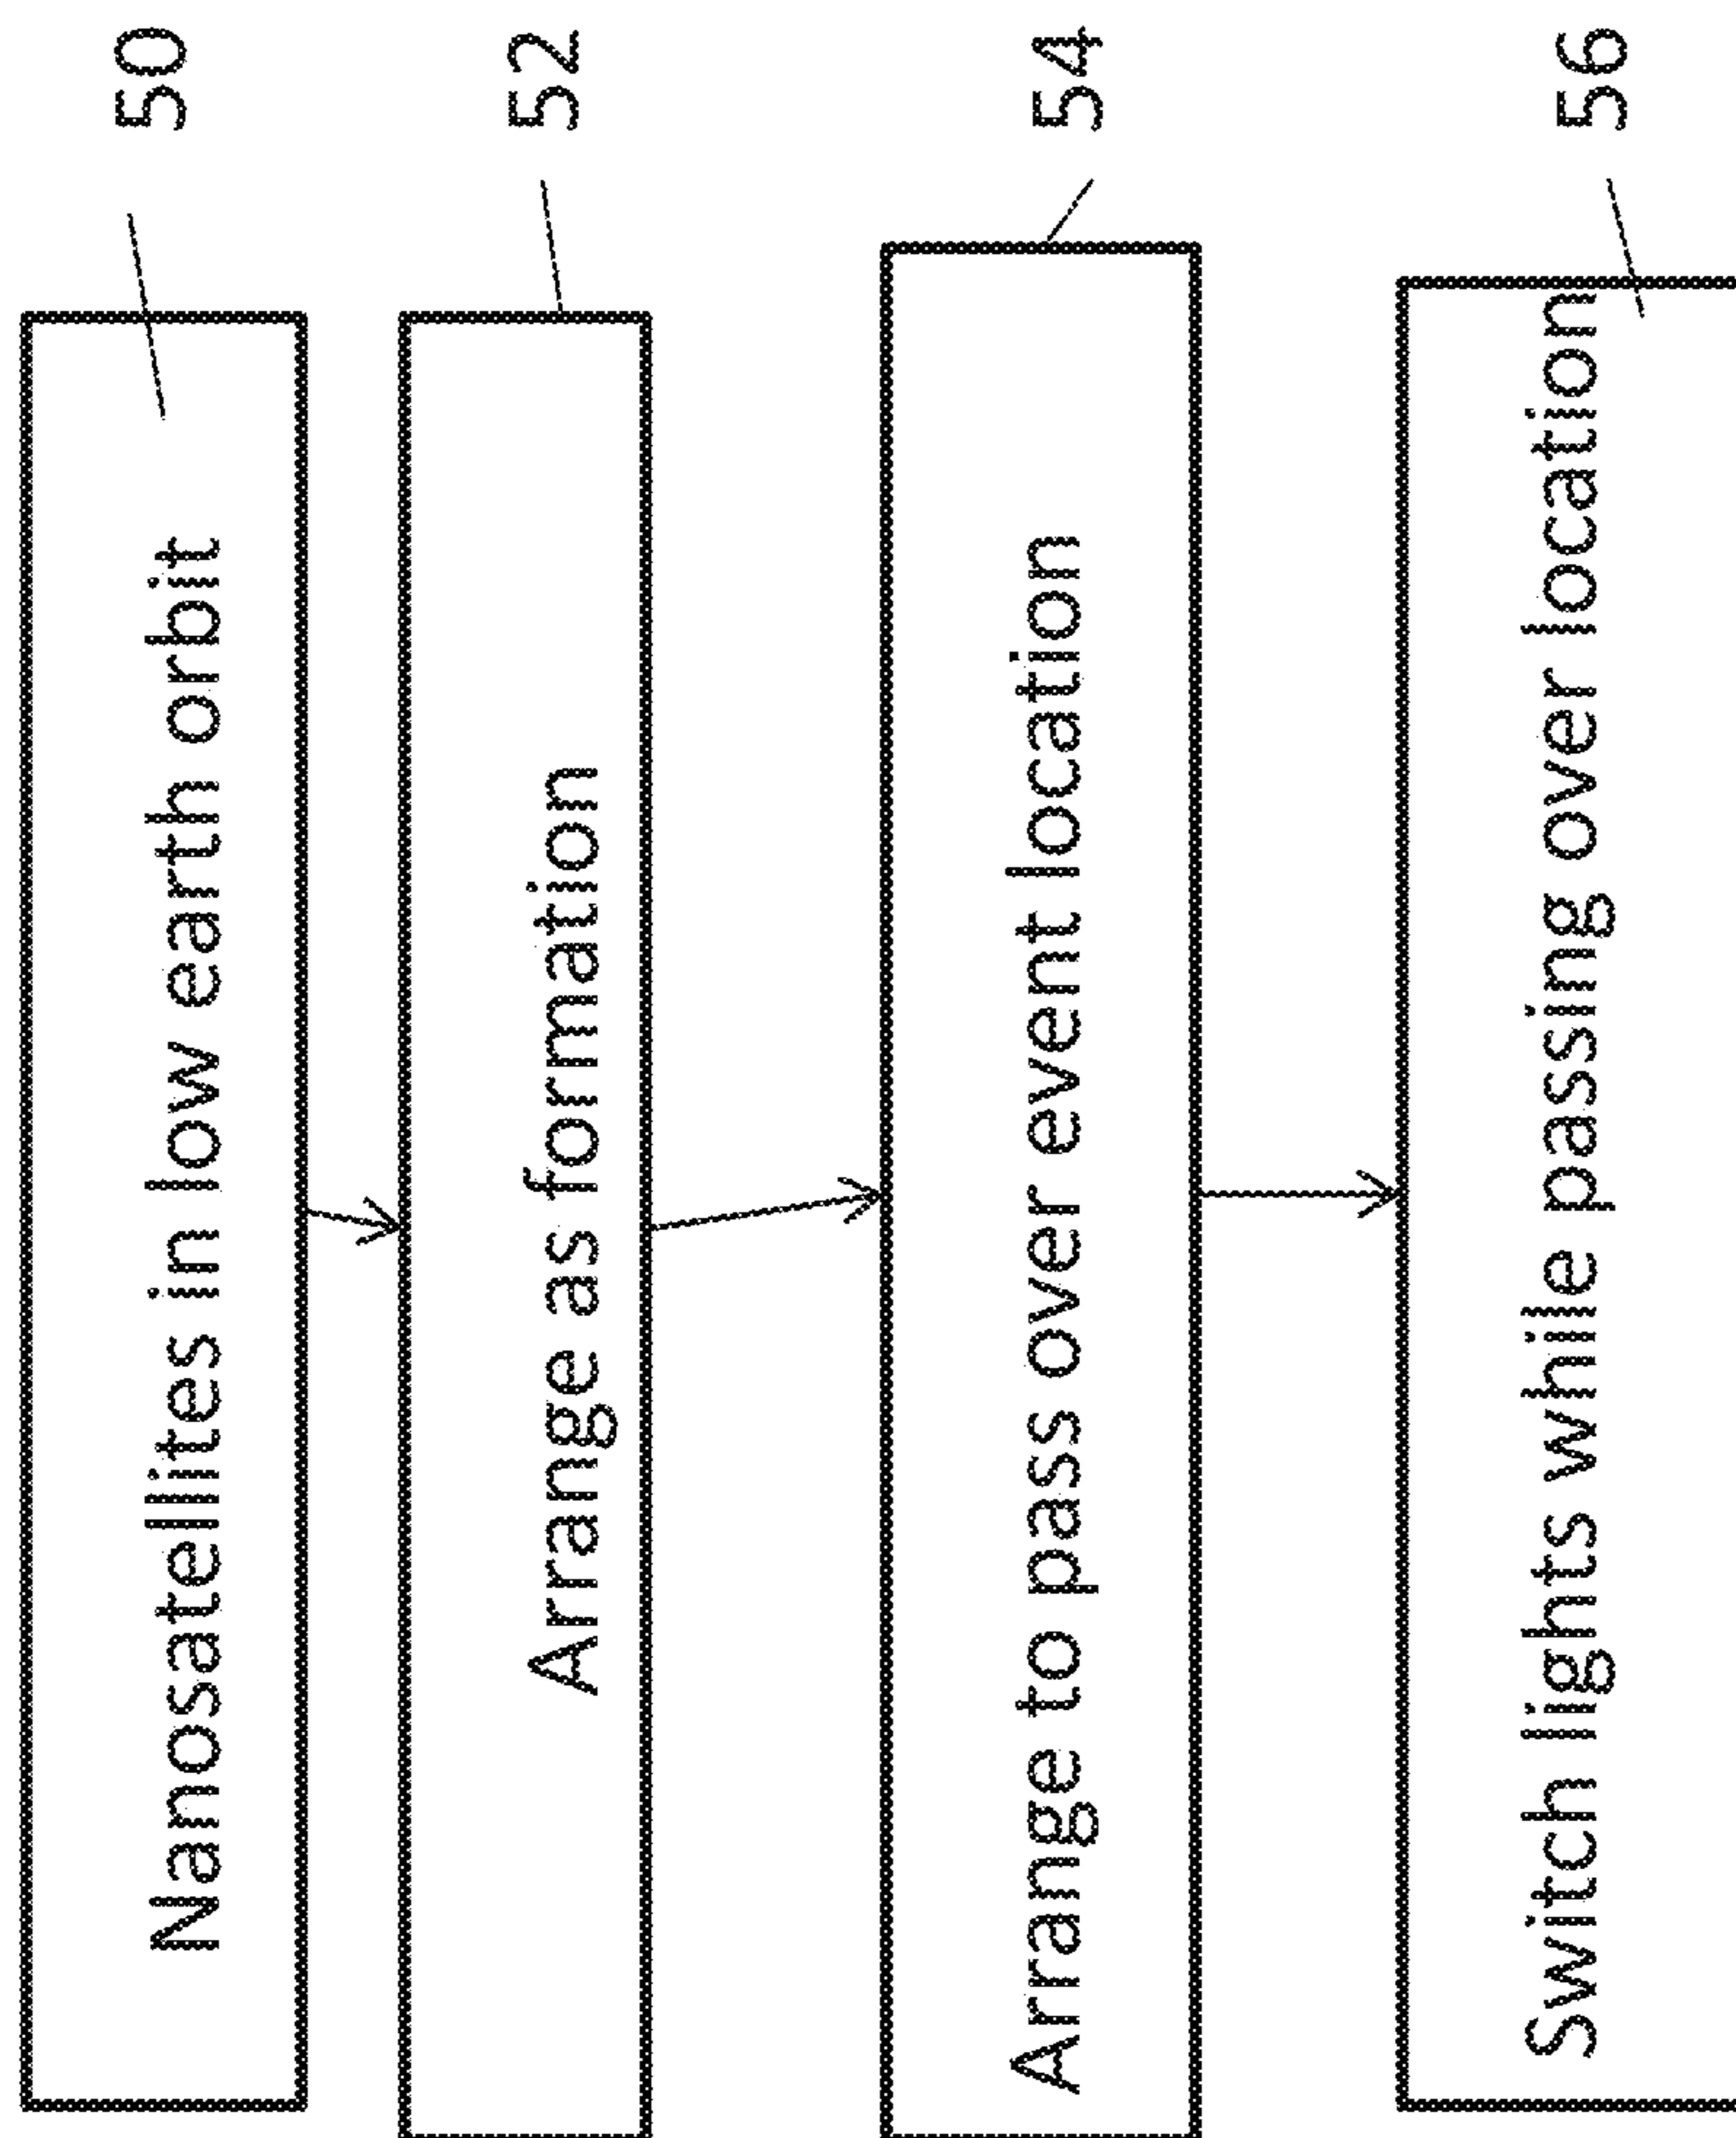 Nanosatellites in low earth orbit
50
Arrange as formation
52
Arrange to pass over event location
54
Switch lights while passing over location
56